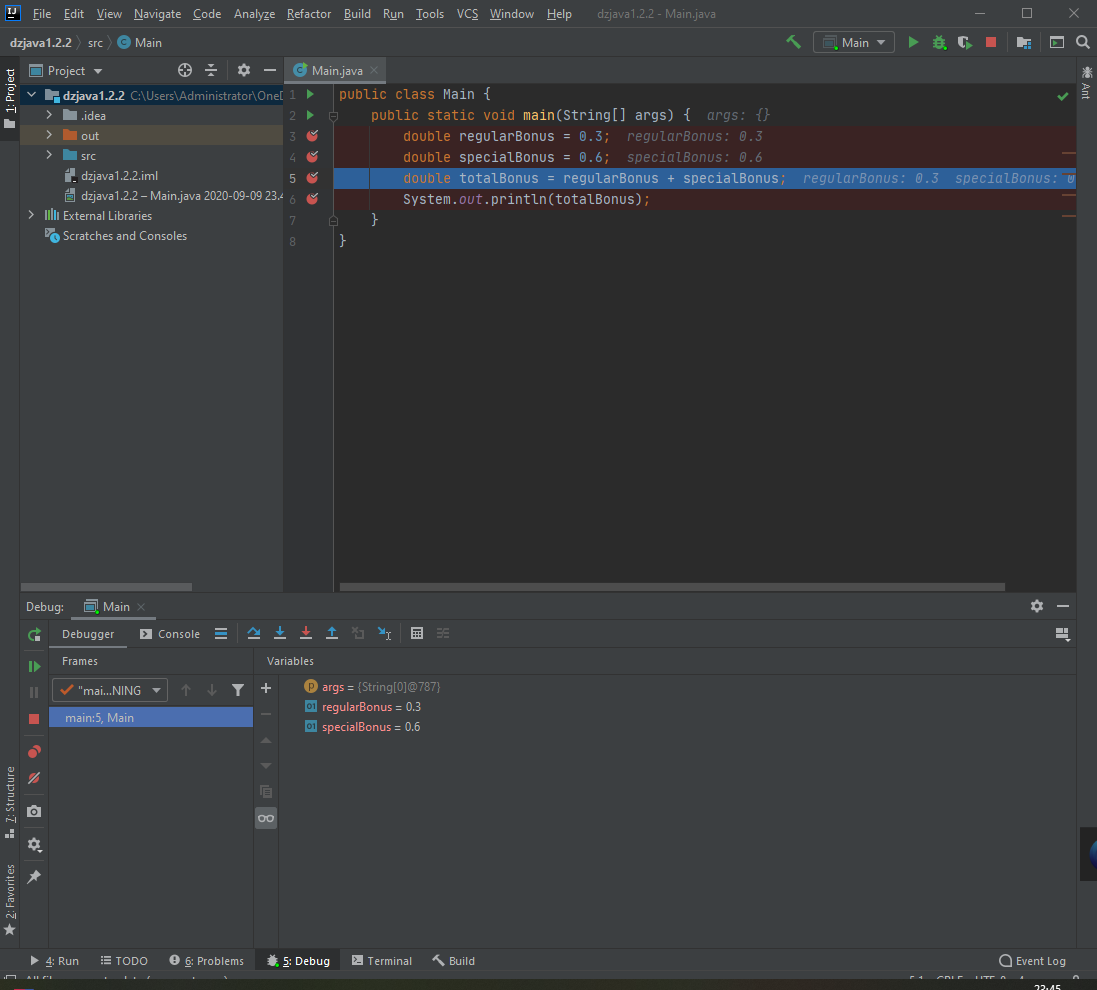 File Edit View Navigate Code Analyze Refactor Build Run Tools VCS Window Help dzjava1.2.2 - Main.java
dzjava1.2.2 src Main
Main
Project
Main.java
1: Project
Ant
dzjava1.2.2 C:\Users\Administrator\OneD
.idea
out
src
dzjava1.2.2.iml
dzjava1.2.2 – Main.java 2020-09-09 23.4
External Libraries
Scratches and Consoles
1 public class Main {
2 public static void main(String[] args) { args: {}
3 double regularBonus = 0.3; regularBonus: 0.3
4 double specialBonus = 0.6; specialBonus: 0.6
5 double totalBonus = regularBonus + specialBonus; regularBonus: 0.3 specialBonus: 0
6 System.out.println(totalBonus);
7 }
8 }
Debug: Main
Debugger Console
Frames
Variables
"mai...NING
main:5, Main
args = {String[0]@787}
regularBonus = 0.3
specialBonus = 0.6
7: Structure
2: Favorites
4: Run TODO 6: Problems 5: Debug Terminal Build Event Log